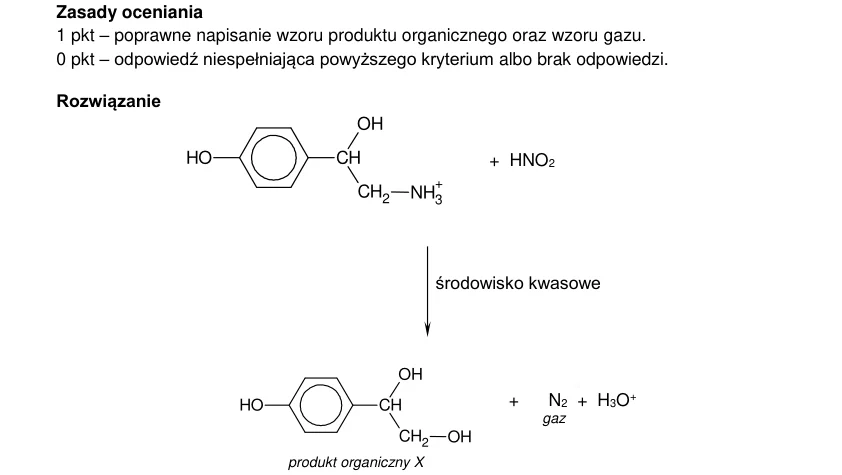 Zasady oceniania
1 pkt – poprawne napisanie wzoru produktu organicznego oraz wzoru gazu.
0 pkt – odpowiedź niespełniająca powyższego kryterium albo brak odpowiedzi.
Rozwiązanie
OH
HO CH + HNO₂
CH₂—NH₃⁺
środowisko kwasowe
OH
HO CH + N₂ + H₃O⁺
gaz
CH₂—OH
produkt organiczny X